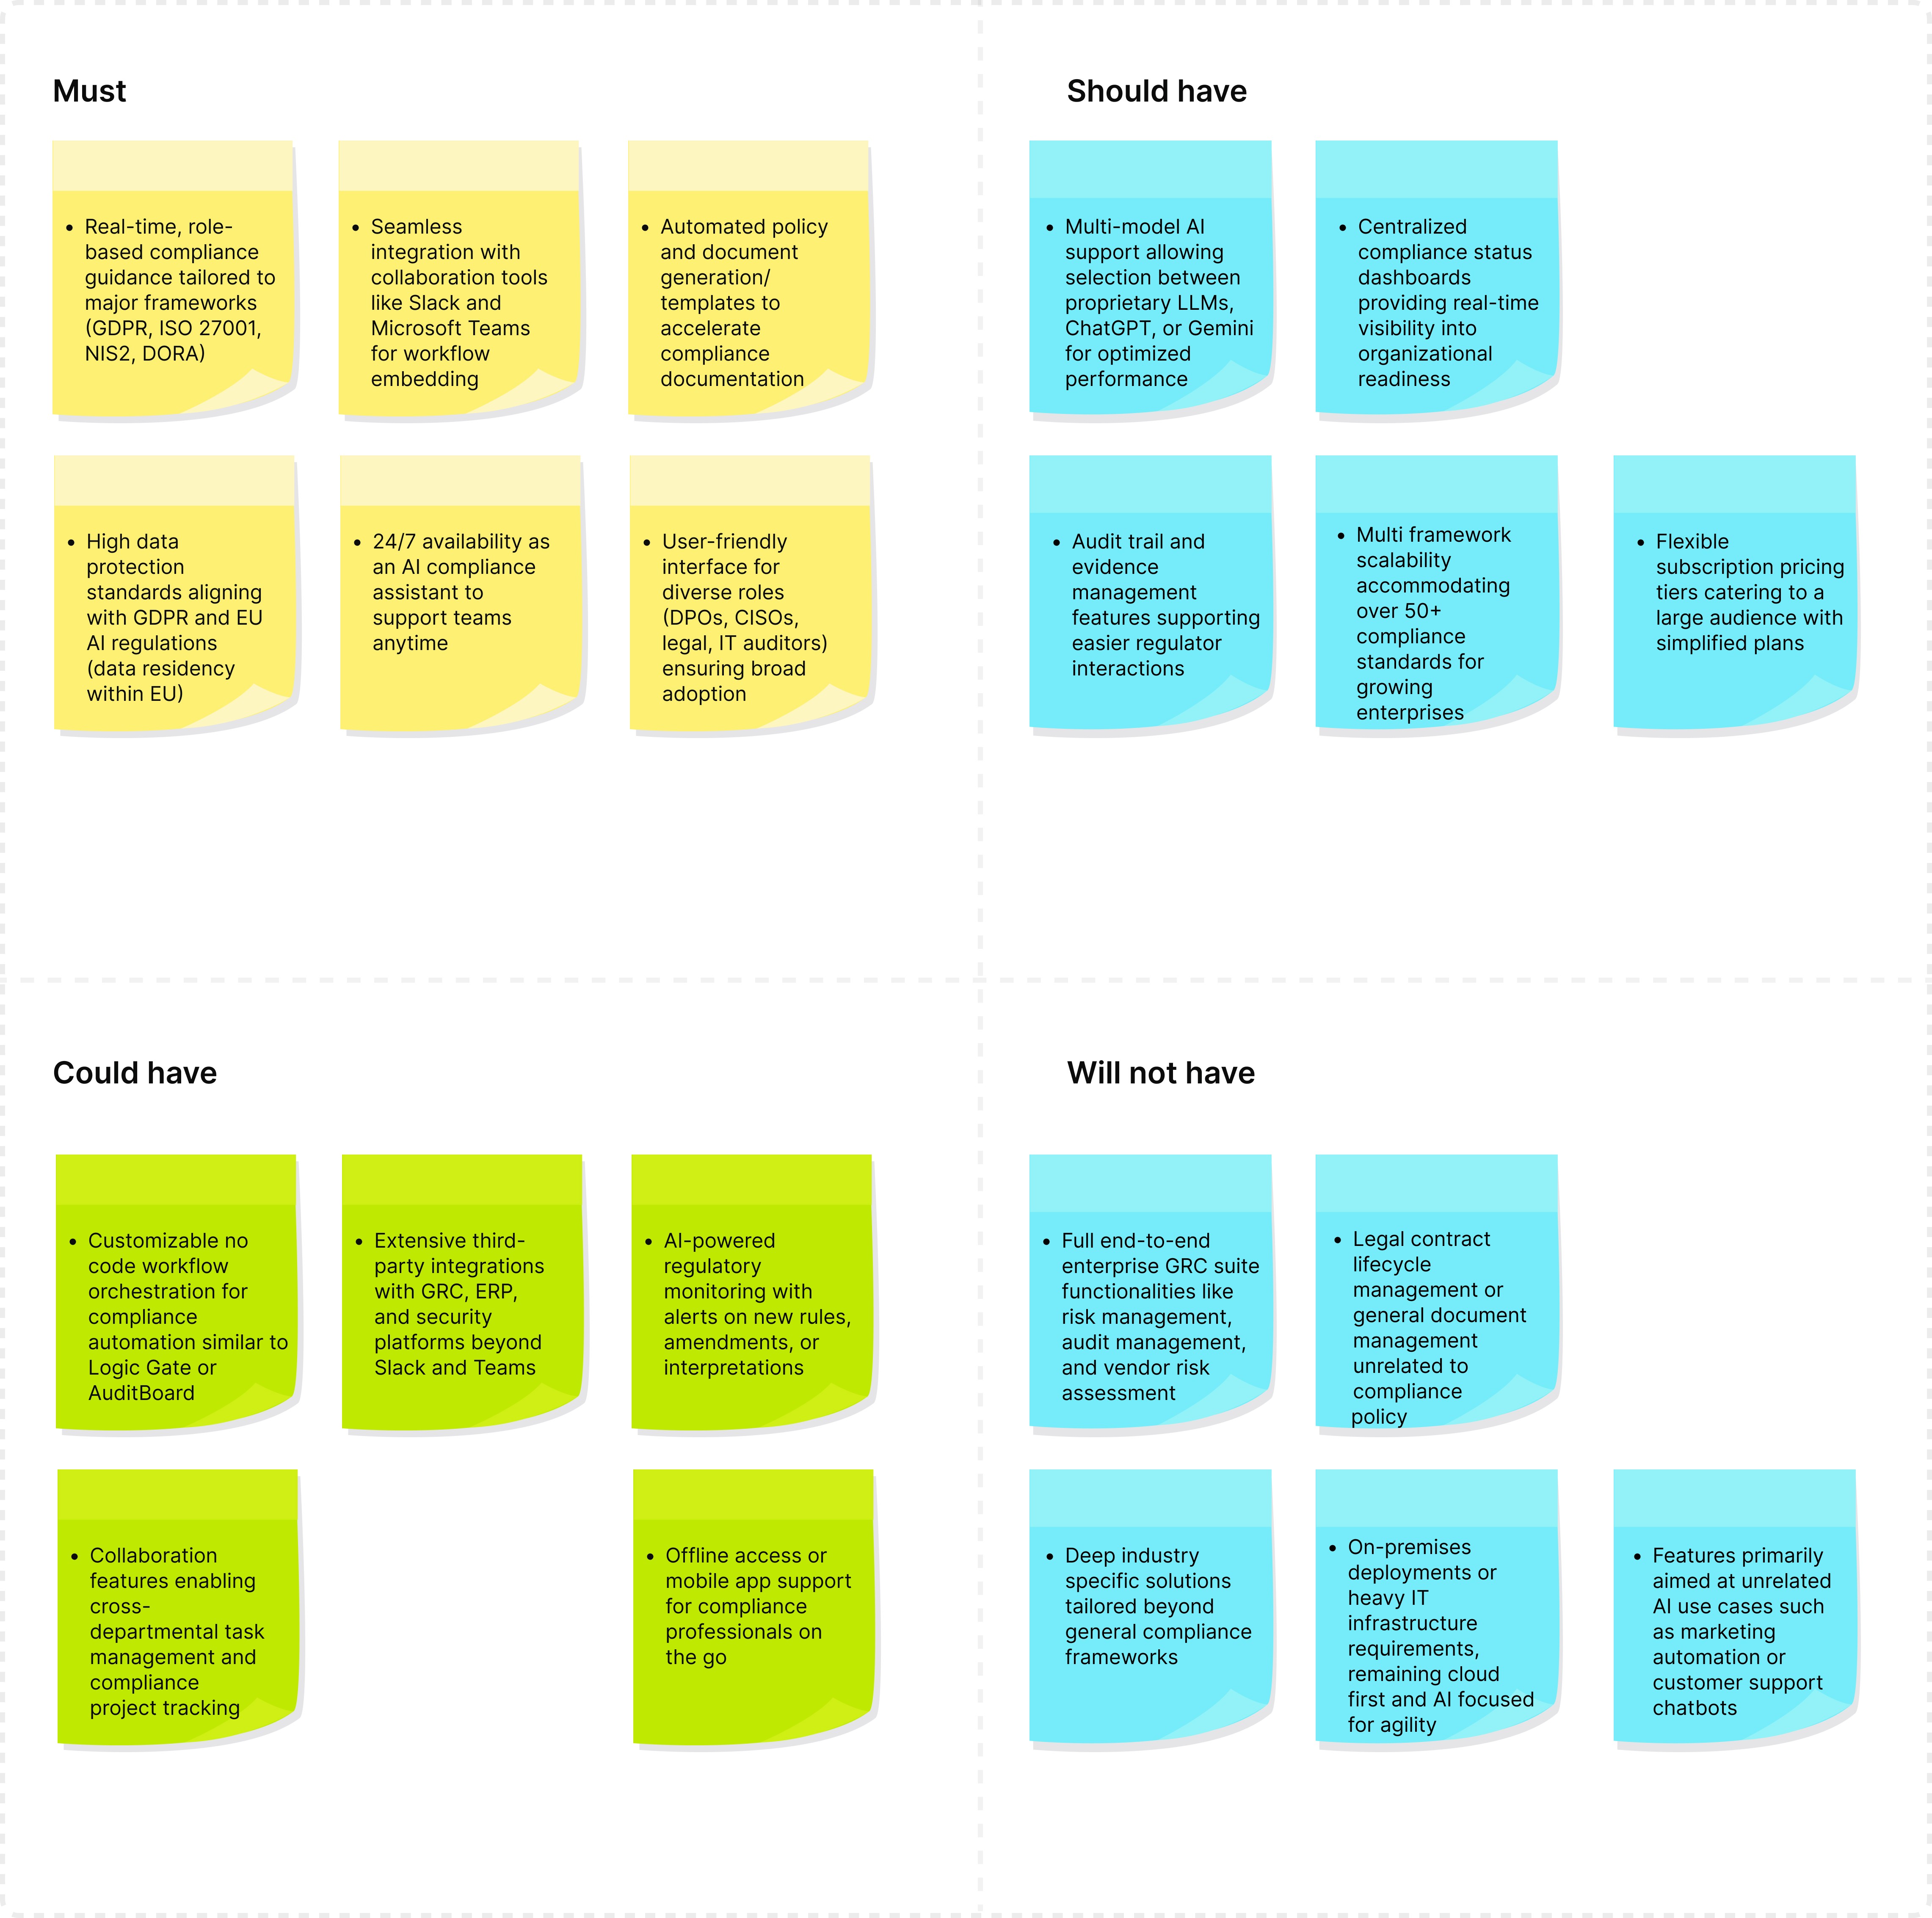 Must
• Real-time, role-
based compliance
guidance tailored to
major frameworks
(GDPR, ISO 27001,
NIS2, DORA)
• Seamless
integration with
collaboration tools
like Slack and
Microsoft Teams
for workflow
embedding
• Automated policy
and document
generation/
templates to
accelerate
compliance
documentation
• High data
protection
standards aligning
with GDPR and EU
AI regulations
(data residency
within EU)
• 24/7 availability as
an AI compliance
assistant to
support teams
anytime
• User-friendly
interface for
diverse roles
(DPOs, CISOs,
legal, IT auditors)
ensuring broad
adoption
Should have
• Multi-model AI
support allowing
selection between
proprietary LLMs,
ChatGPT, or Gemini
for optimized
performance
• Centralized
compliance status
dashboards
providing real-time
visibility into
organizational
readiness
• Audit trail and
evidence
management
features supporting
easier regulator
interactions
• Multi framework
scalability
accommodating
over 50+
compliance
standards for
growing
enterprises
• Flexible
subscription pricing
tiers catering to a
large audience with
simplified plans
Could have
• Customizable no
code workflow
orchestration for
compliance
automation similar to
Logic Gate or
AuditBoard
• Extensive third-
party integrations
with GRC, ERP,
and security
platforms beyond
Slack and Teams
• AI-powered
regulatory
monitoring with
alerts on new rules,
amendments, or
interpretations
• Collaboration
features enabling
cross-
departmental task
management and
compliance
project tracking
• Offline access or
mobile app support
for compliance
professionals on
the go
Will not have
• Full end-to-end
enterprise GRC suite
functionalities like
risk management,
audit management,
and vendor risk
assessment
• Legal contract
lifecycle
management or
general document
management
unrelated to
compliance
policy
• Deep industry
specific solutions
tailored beyond
general compliance
frameworks
• On-premises
deployments or
heavy IT
infrastructure
requirements,
remaining cloud
first and AI focused
for agility
• Features primarily
aimed at unrelated
AI use cases such
as marketing
automation or
customer support
chatbots